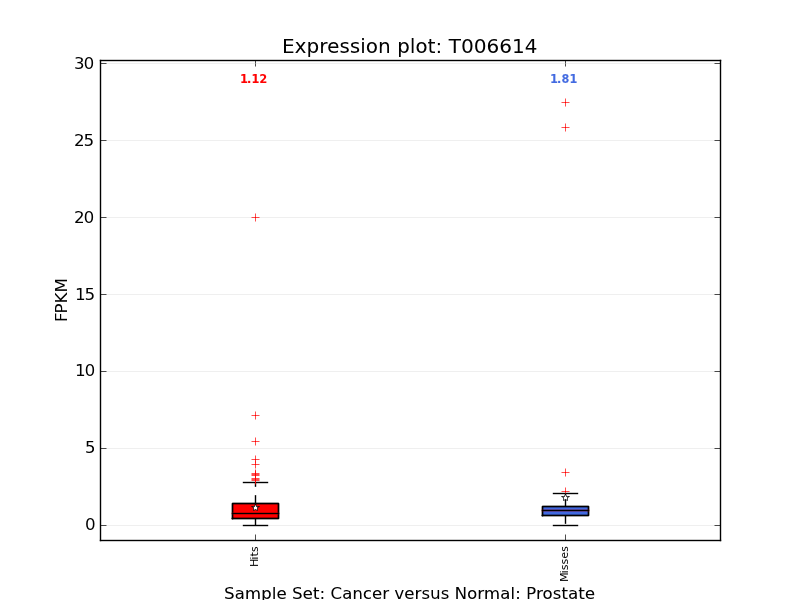 Expression plot: T006614
30
1.12
1.81
25
20
15
10
5
0
FPKM
Hits
Misses
Sample Set: Cancer versus Normal: Prostate